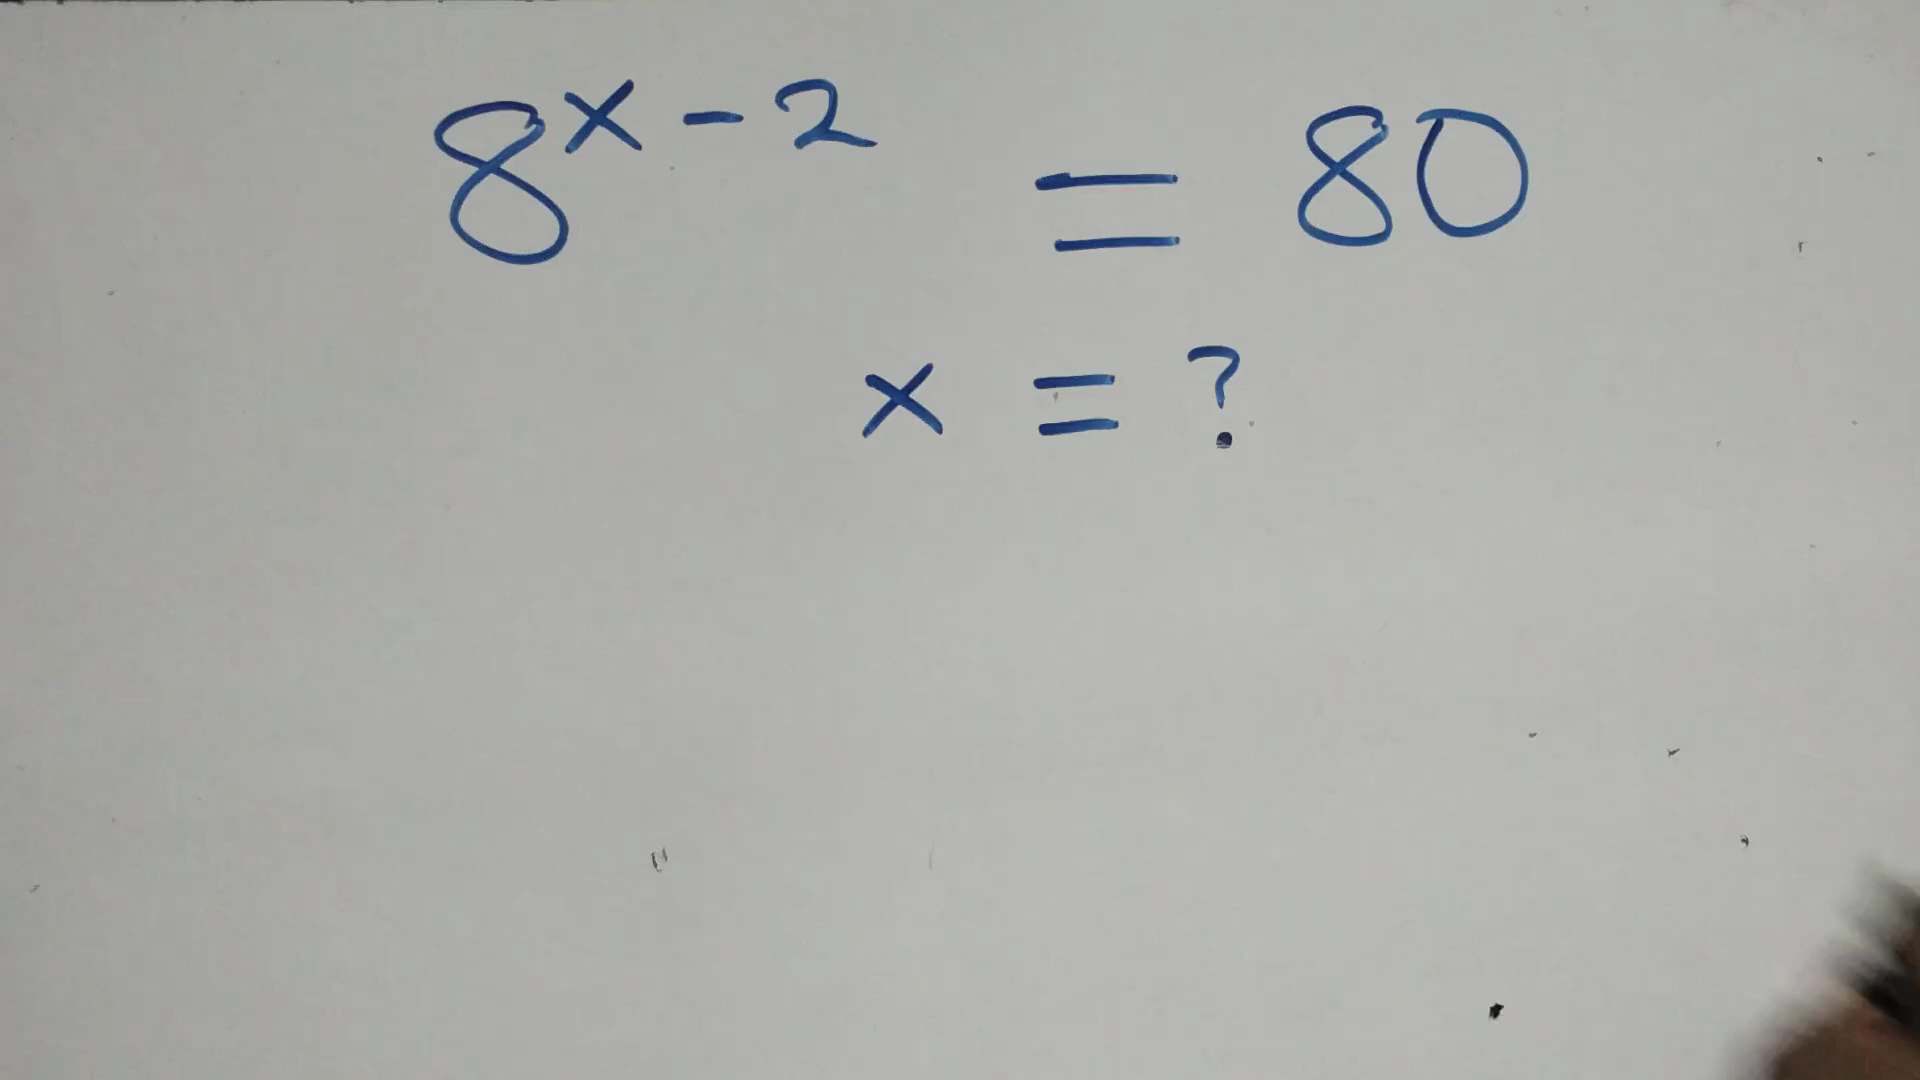 8^{x-2} = 80
x = ?